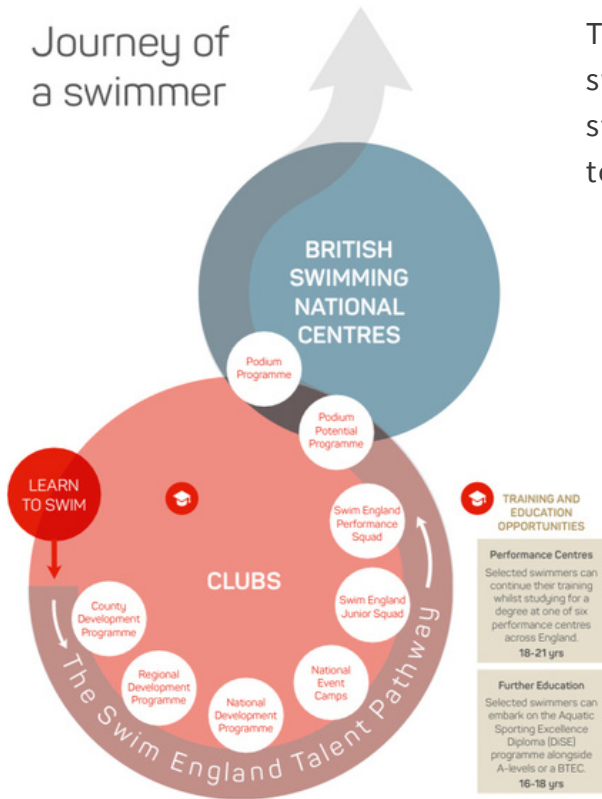 Journey of
a swimmer
BRITISH
SWIMMING
NATIONAL
CENTRES
Podium
Programme
Podium
Potential
Programme
LEARN
TO SWIM
Swim England
Performance
Squad
CLUBS
Swim England
Junior Squad
County
Development
Programme
Regional
Development
Programme
National
Development
Programme
National
Event
Camps
The Swim England Talent Pathway
TRAINING AND
EDUCATION
OPPORTUNITIES
Performance Centres
Selected swimmers can
continue their training
whilst studying for a
degree at one of six
performance centres
across England.
18-21 yrs
Further Education
Selected swimmers can
embark on the Aquatic
Sporting Excellence
Diploma (DiSE)
programme alongside
A-levels or a BTEC.
16-18 yrs